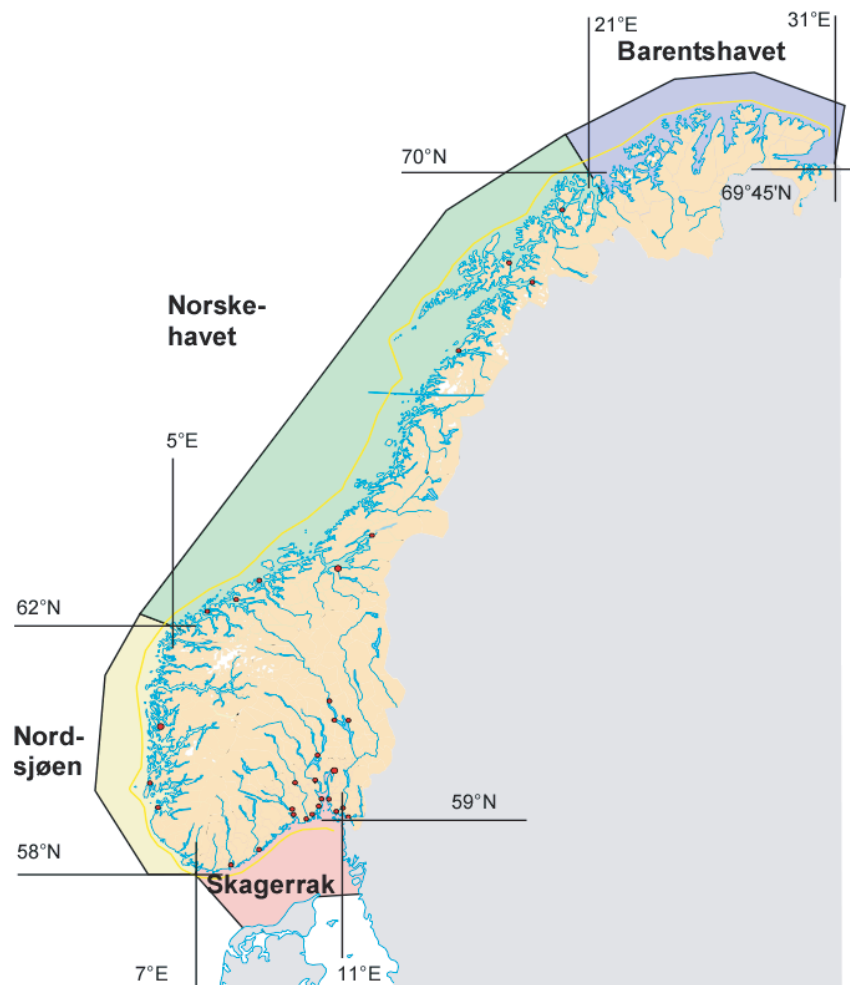 21°E
31°E
Barentshavet
70°N
69°45'N
Norske-
havet
5°E
62°N
Nord-
sjøen
59°N
58°N
Skagerrak
7°E
11°E